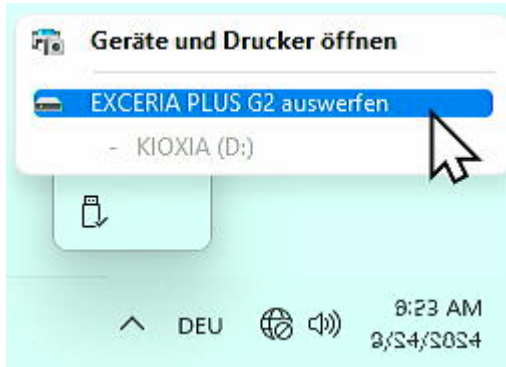 Geräte und Drucker öffnen
EXCERIA PLUS G2 auswerfen
- KIOXIA (D:)
DEU
AM